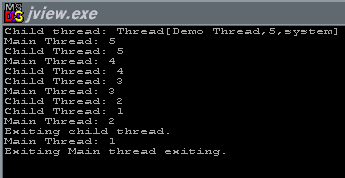 MS
DOS
jview.exe
Child thread: Thread[Demo Thread,5,system]
Main Thread: 5
Child Thread: 5
Main Thread: 4
Child Thread: 4
Child Thread: 3
Main Thread: 3
Child Thread: 2
Child Thread: 1
Main Thread: 2
Exiting child thread.
Main Thread: 1
Exiting Main thread exiting.